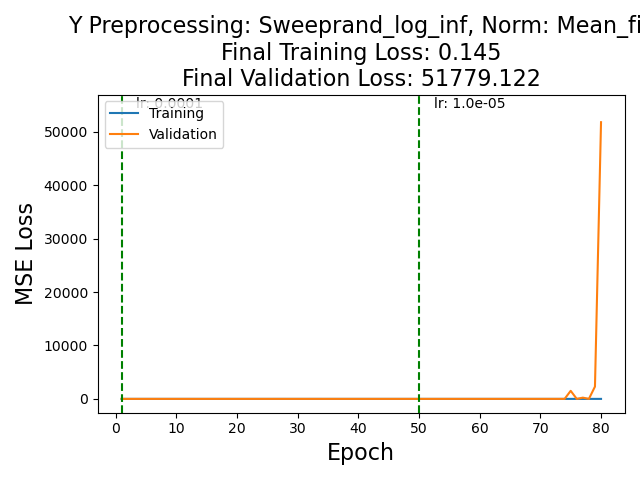 Y Preprocessing: Sweeprand_log_inf, Norm: Mean_fi
Final Training Loss: 0.145
Final Validation Loss: 51779.122
lr: 0.0001
lr: 1.0e-05
Training
Validation
50000
40000
30000
20000
10000
0
MSE Loss
0 10 20 30 40 50 60 70 80
Epoch